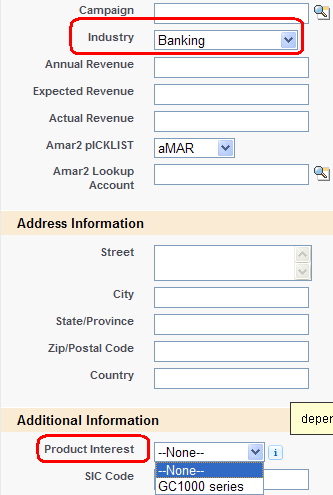 Campaign
Industry Banking
Annual Revenue
Expected Revenue
Actual Revenue
Amar2 pICKLIST aMAR
Amar2 Lookup
Account
Address Information
Street
City
State/Province
Zip/Postal Code
Country
depen
Additional Information
Product Interest --None-- i
--None--
SIC Code
GC1000 series